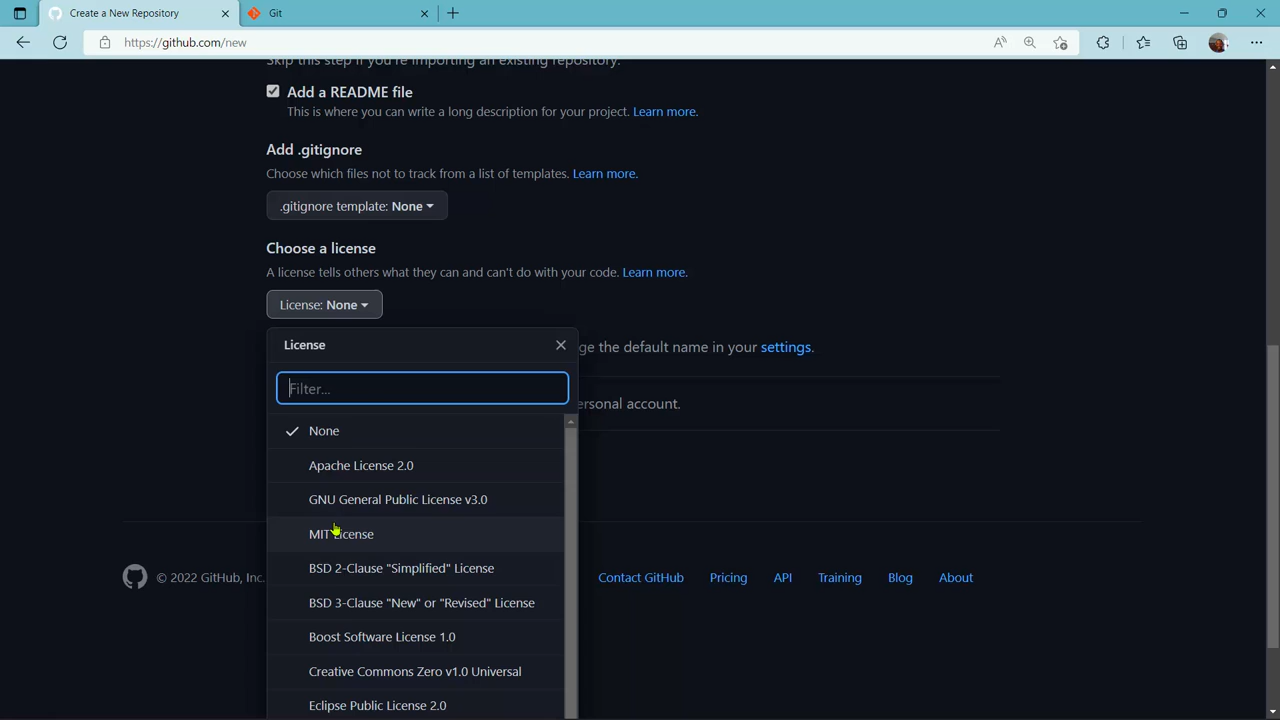 Create a New Repository
Git
https://github.com/new
Skip this step if you're importing an existing repository.
Add a README file
This is where you can write a long description for your project. Learn more.
Add .gitignore
Choose which files not to track from a list of templates. Learn more.
.gitignore template: None
Choose a license
A license tells others what they can and can't do with your code. Learn more.
License: None
License
ge the default name in your settings.
Filter...
ersonal account.
None
Apache License 2.0
GNU General Public License v3.0
MIT License
BSD 2-Clause "Simplified" License
© 2022 GitHub, Inc.
Contact GitHub
Pricing
API
Training
Blog
About
BSD 3-Clause "New" or "Revised" License
Boost Software License 1.0
Creative Commons Zero v1.0 Universal
Eclipse Public License 2.0